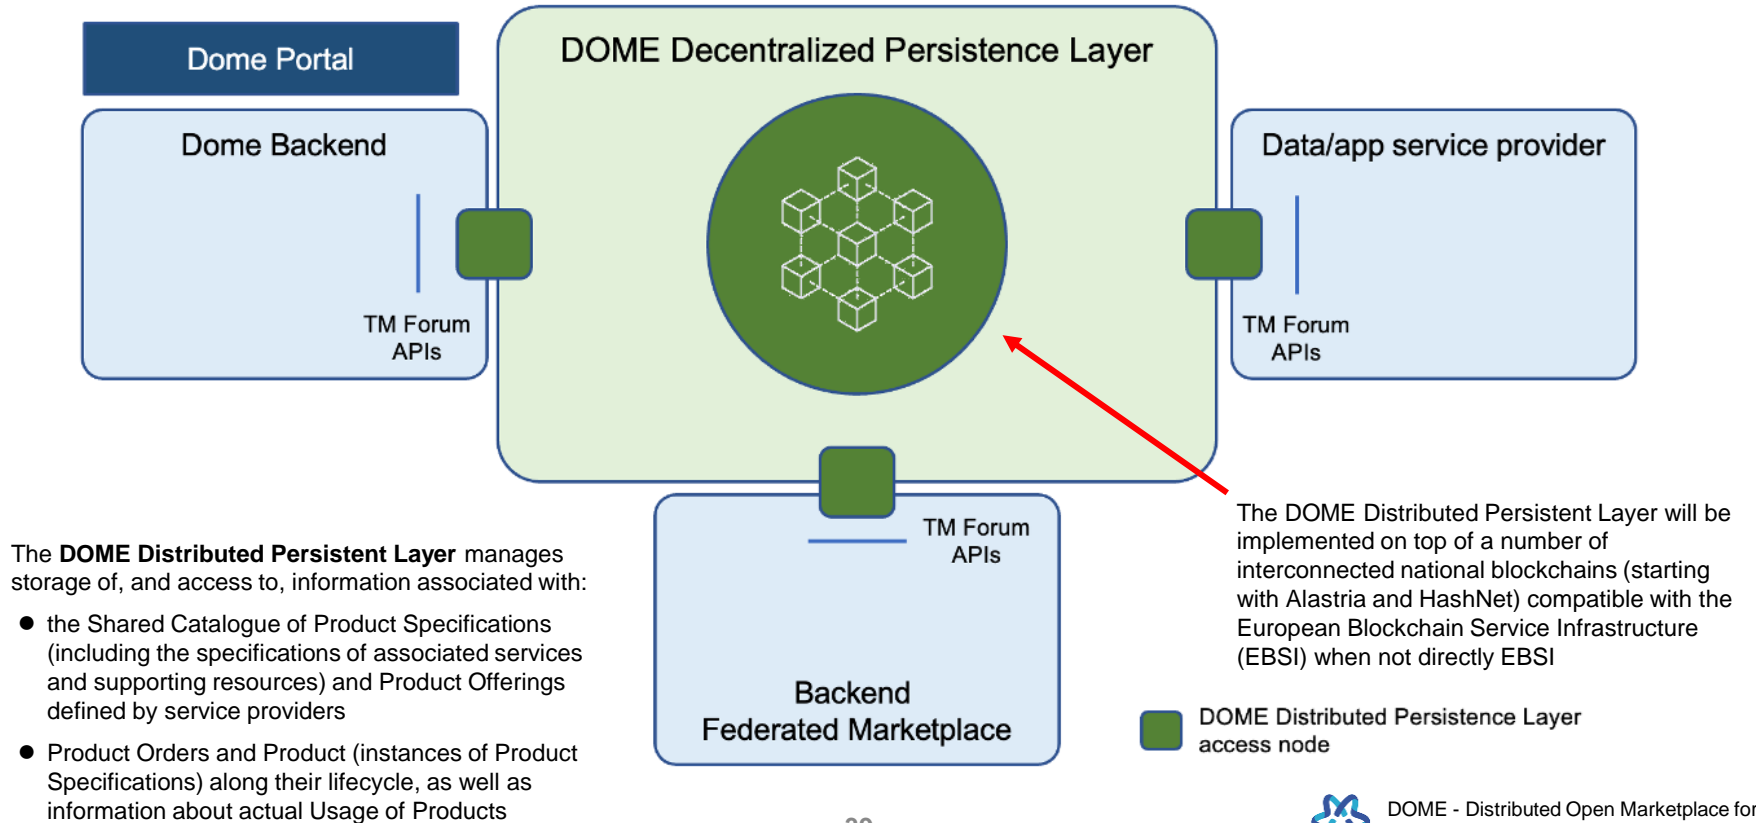 Dome Portal
DOME Decentralized Persistence Layer
Dome Backend
Data/app service provider
TM Forum
APIs
TM Forum
APIs
TM Forum
APIs
Backend
Federated Marketplace
The DOME Distributed Persistent Layer manages
storage of, and access to, information associated with:
● the Shared Catalogue of Product Specifications
(including the specifications of associated services
and supporting resources) and Product Offerings
defined by service providers
● Product Orders and Product (instances of Product
Specifications) along their lifecycle, as well as
information about actual Usage of Products
The DOME Distributed Persistent Layer will be
implemented on top of a number of
interconnected national blockchains (starting
with Alastria and HashNet) compatible with the
European Blockchain Service Infrastructure
(EBSI) when not directly EBSI
DOME Distributed Persistence Layer
access node
DOME - Distributed Open Marketplace for